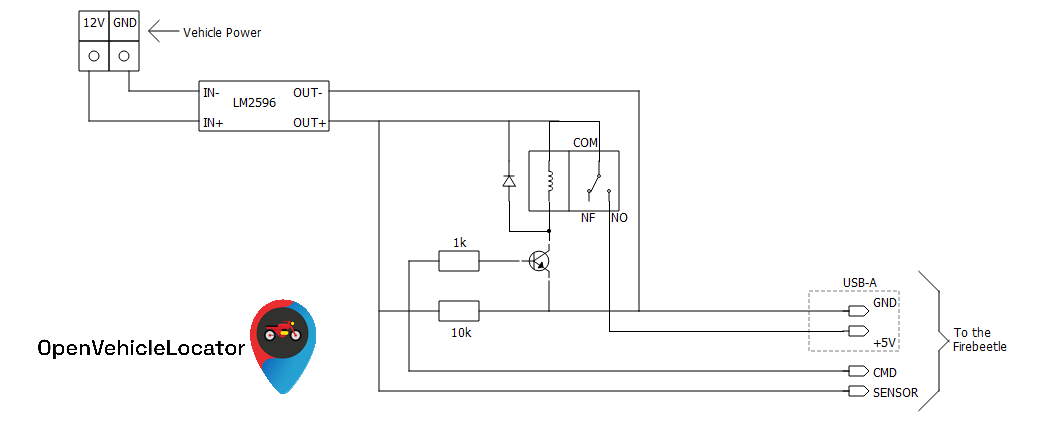 12V GND
Vehicle Power
IN- OUT-
LM2596
IN+ OUT+
COM
NF NO
1k
10k
USB-A
GND
+5V
To the
Firebeetle
CMD
SENSOR
OpenVehicleLocator